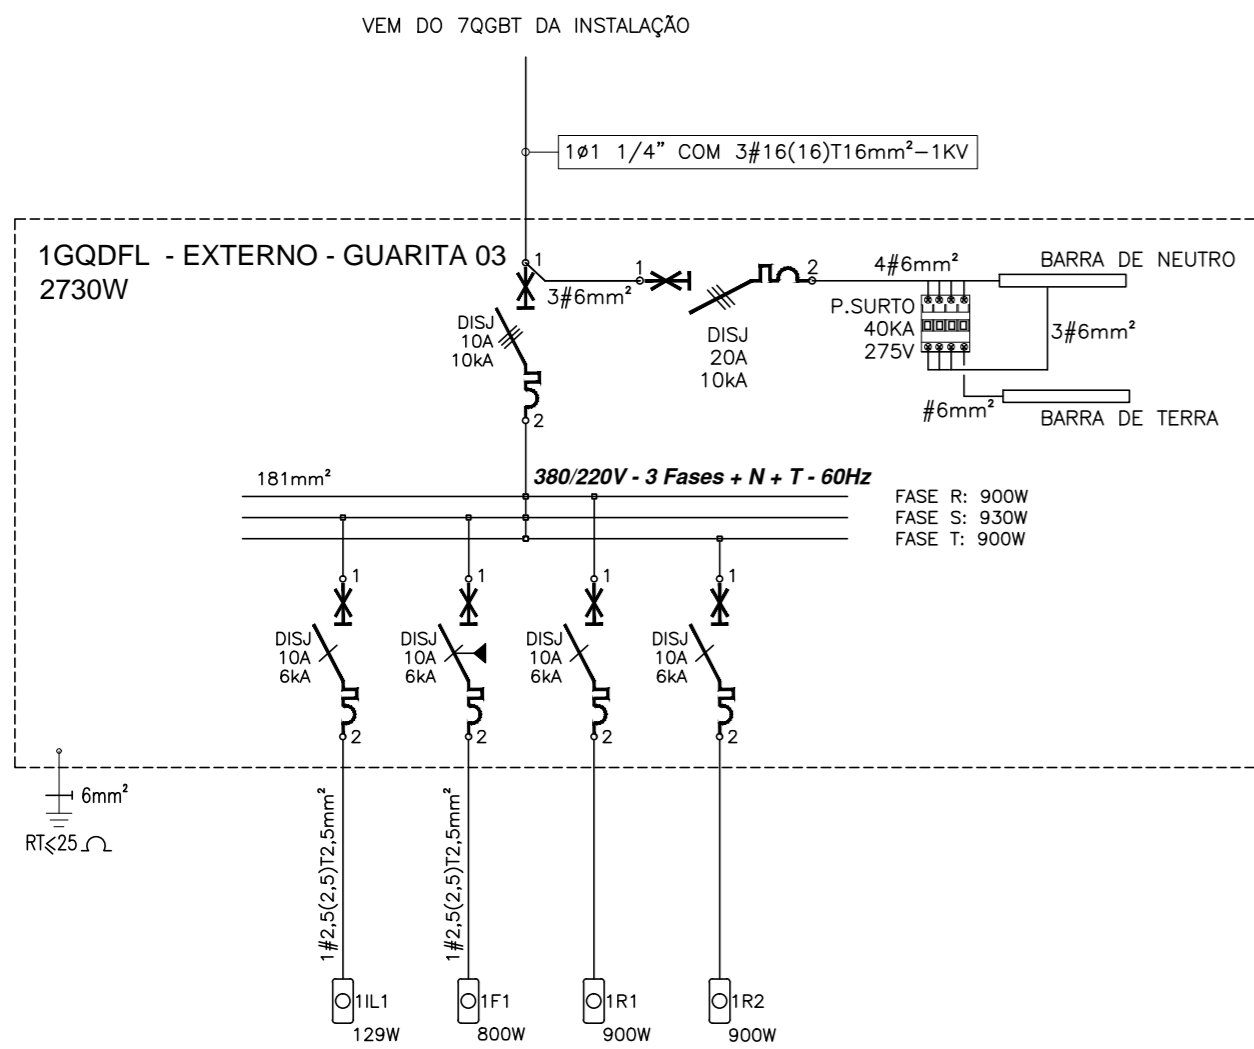 VEM DO 7QGBT DA INSTALAÇÃO
1ø1 1/4" COM 3#16(16)T16mm²-1KV
1GQDFL - EXTERNO - GUARITA 03
2730W
1
3#6mm²
1
2
4#6mm²
BARRA DE NEUTRO
DISJ
10A
10kA
2
DISJ
20A
10kA
P.SURTO
40KA
275V
3#6mm²
#6mm²
BARRA DE TERRA
181mm²
380/220V - 3 Fases + N + T - 60Hz
FASE R: 900W
FASE S: 930W
FASE T: 900W
1
1
1
1
DISJ
10A
6kA
DISJ
10A
6kA
DISJ
10A
6kA
DISJ
10A
6kA
2
2
2
2
6mm²
RT≤25 Ω
1#2,5(2,5)T2,5mm²
1#2,5(2,5)T2,5mm²
1IL1
129W
1F1
800W
1R1
900W
1R2
900W